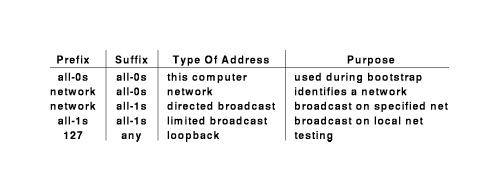 Prefix Suffix Type Of Address Purpose
all-0s all-0s this computer used during bootstrap
network all-0s network identifies a network
network all-1s directed broadcast broadcast on specified net
all-1s all-1s limited broadcast broadcast on local net
127 any loopback testing